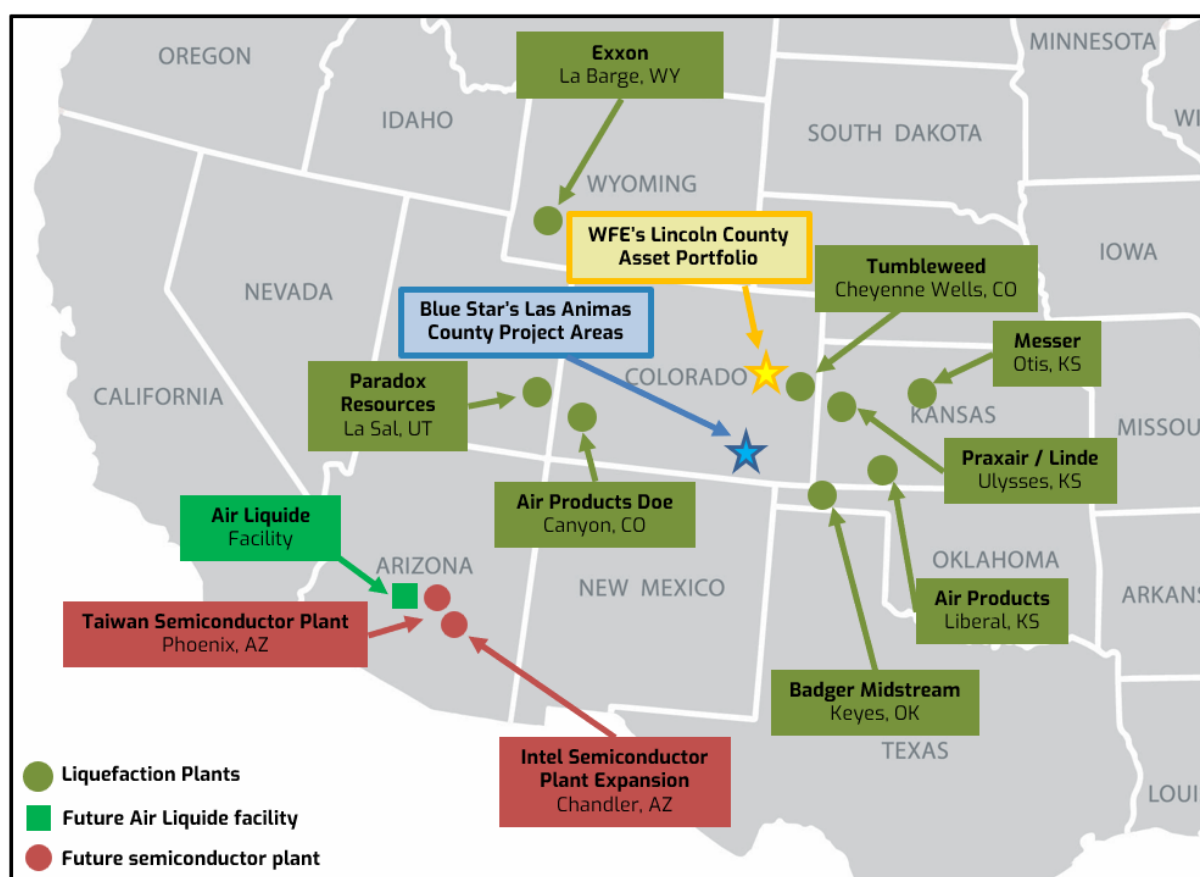 OREGON
MINNESOTA
Exxon
La Barge, WY
IDAHO
SOUTH DAKOTA
WI
WYOMING
WFE's Lincoln County
Asset Portfolio
IOWA
Tumbleweed
Cheyenne Wells, CO
NEVADA
Blue Star's Las Animas
County Project Areas
Messer
Otis, KS
Paradox
Resources
La Sal, UT
COLORADO
CALIFORNIA
KANSAS
MISSOU
Praxair / Linde
Ulysses, KS
Air Products Doe
Canyon, CO
Air Liquide
Facility
ARIZONA
NEW MEXICO
OKLAHOMA
ARKANS
Air Products
Liberal, KS
Taiwan Semiconductor Plant
Phoenix, AZ
Badger Midstream
Keyes, OK
Intel Semiconductor
Plant Expansion
Chandler, AZ
TEXAS
LOUI
Liquefaction Plants
Future Air Liquide facility
Future semiconductor plant